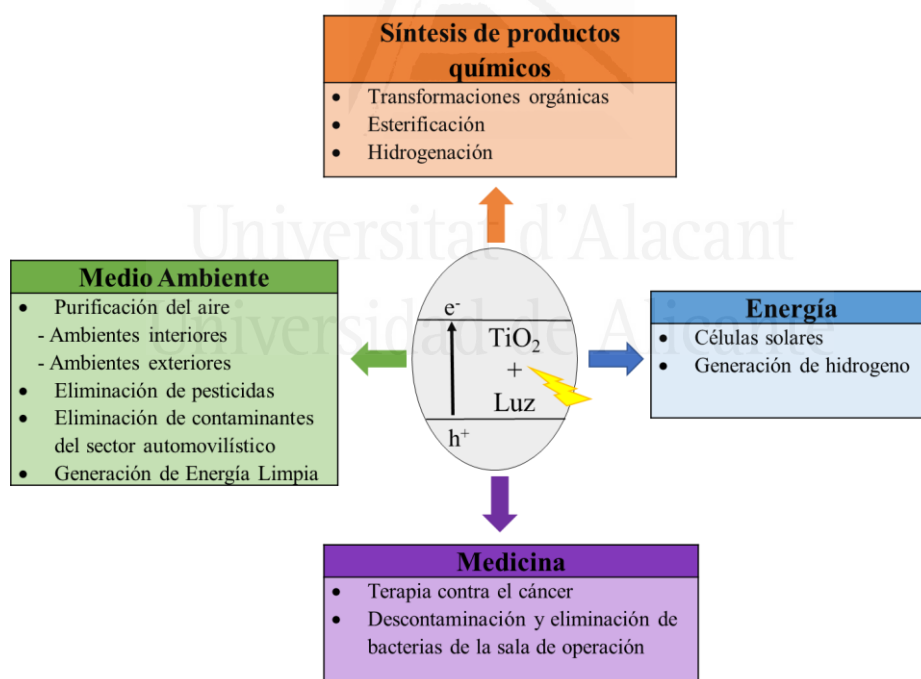 Síntesis de productos
químicos
• Transformaciones orgánicas
• Esterificación
• Hidrogenación
Universitat d'Alacant
Universidad de Alicante
Medio Ambiente
• Purificación del aire
- Ambientes interiores
- Ambientes exteriores
• Eliminación de pesticidas
• Eliminación de contaminantes
del sector automovilístico
• Generación de Energía Limpia
e-
TiO2
+
Luz
h+
Energía
• Células solares
• Generación de hidrogeno
Medicina
• Terapia contra el cáncer
• Descontaminación y eliminación de
bacterias de la sala de operación